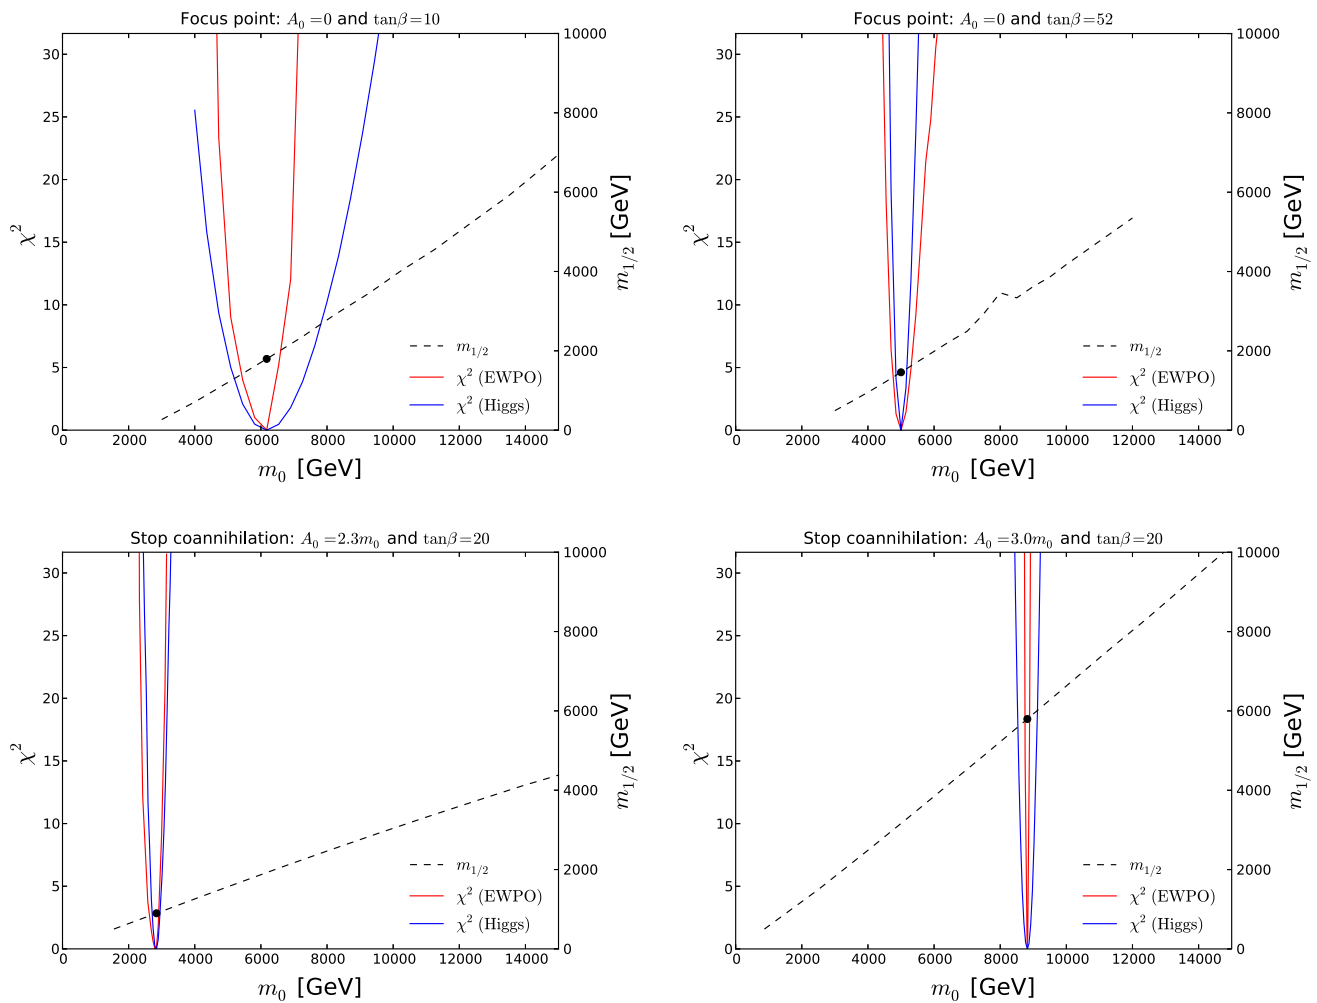 Focus point: A₀ =0 and tanβ=10
30
25
20
15
10
5
0
χ²
10000
8000
6000
4000
2000
0
m₁/₂ [GeV]
m₁/₂
χ² (EWPO)
χ² (Higgs)
0 2000 4000 6000 8000 10000 12000 14000
m₀ [GeV]
Focus point: A₀ =0 and tanβ=52
30
25
20
15
10
5
0
χ²
10000
8000
6000
4000
2000
0
m₁/₂ [GeV]
m₁/₂
χ² (EWPO)
χ² (Higgs)
0 2000 4000 6000 8000 10000 12000 14000
m₀ [GeV]
Stop coannihilation: A₀ =2.3m₀ and tanβ=20
30
25
20
15
10
5
0
χ²
10000
8000
6000
4000
2000
0
m₁/₂ [GeV]
m₁/₂
χ² (EWPO)
χ² (Higgs)
0 2000 4000 6000 8000 10000 12000 14000
m₀ [GeV]
Stop coannihilation: A₀ =3.0m₀ and tanβ=20
30
25
20
15
10
5
0
χ²
10000
8000
6000
4000
2000
0
m₁/₂ [GeV]
m₁/₂
χ² (EWPO)
χ² (Higgs)
0 2000 4000 6000 8000 10000 12000 14000
m₀ [GeV]